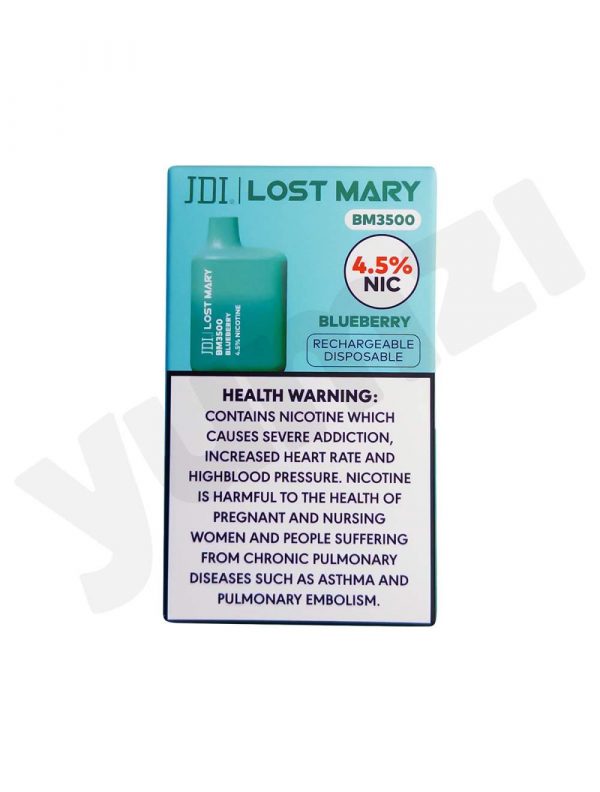 JDI. | LOST MARY
BM3500
4.5%
NIC
BLUEBERRY
RECHARGEABLE
DISPOSABLE
JDI | LOST MARY
BM3500
BLUEBERRY
4.5% NICOTINE
HEALTH WARNING:
CONTAINS NICOTINE WHICH
CAUSES SEVERE ADDICTION,
INCREASED HEART RATE AND
HIGHBLOOD PRESSURE. NICOTINE
IS HARMFUL TO THE HEALTH OF
PREGNANT AND NURSING
WOMEN AND PEOPLE SUFFERING
FROM CHRONIC PULMONARY
DISEASES SUCH AS ASTHMA AND
PULMONARY EMBOLISM.